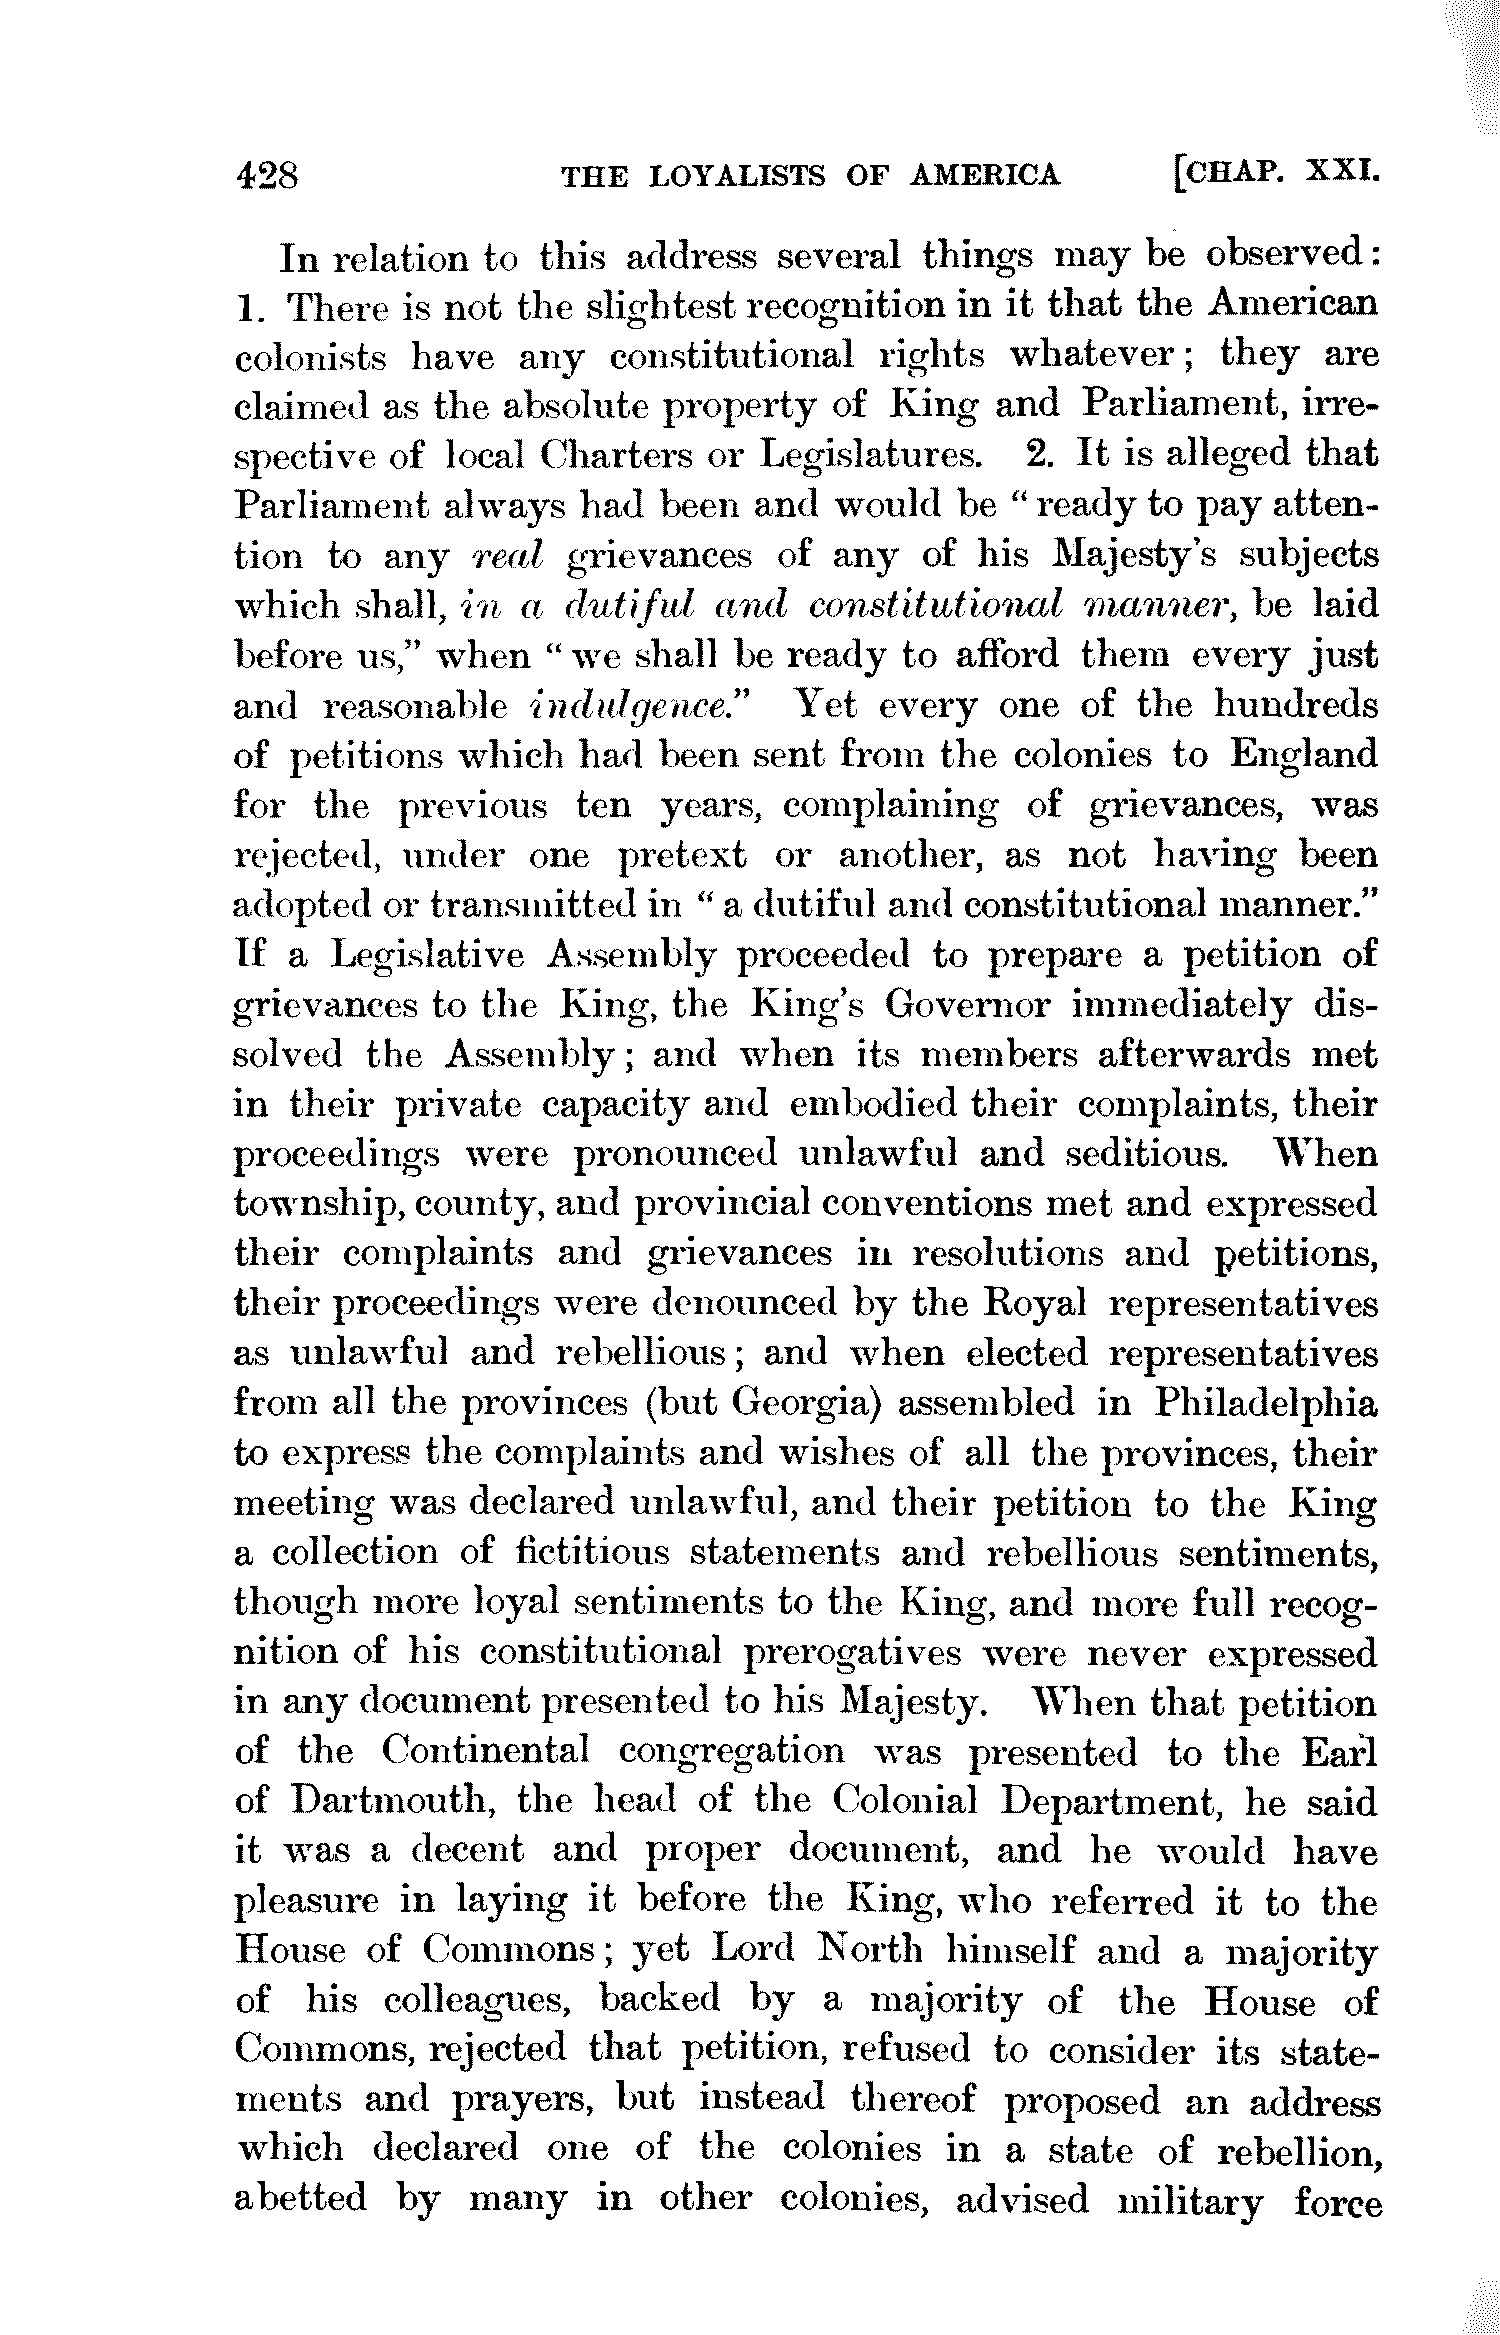 428 THE LOYALISTS OF AMERICA [CHAP. XXI.
In relation to this address several things may be observed:
1. There is not the slightest recognition in it that the American
colonists have any constitutional rights whatever; they are
claimed as the absolute property of King and Parliament, irre-
spective of local Charters or Legislatures. 2. It is alleged that
Parliament always had been and would be "ready to pay atten-
tion to any real grievances of any of his Majesty's subjects
which shall, in a dutiful and constitutional manner, be laid
before us," when "we shall be ready to afford them every just
and reasonable indulgence." Yet every one of the hundreds
of petitions which had been sent from the colonies to England
for the previous ten years, complaining of grievances, was
rejected, under one pretext or another, as not having been
adopted or transmitted in "a dutiful and constitutional manner."
If a Legislative Assembly proceeded to prepare a petition of
grievances to the King, the King's Governor immediately dis-
solved the Assembly; and when its members afterwards met
in their private capacity and embodied their complaints, their
proceedings were pronounced unlawful and seditious. When
township, county, and provincial conventions met and expressed
their complaints and grievances in resolutions and petitions,
their proceedings were denounced by the Royal representatives
as unlawful and rebellious; and when elected representatives
from all the provinces (but Georgia) assembled in Philadelphia
to express the complaints and wishes of all the provinces, their
meeting was declared unlawful, and their petition to the King
a collection of fictitious statements and rebellious sentiments,
though more loyal sentiments to the King, and more full recog-
nition of his constitutional prerogatives were never expressed
in any document presented to his Majesty. When that petition
of the Continental congregation was presented to the Earl
of Dartmouth, the head of the Colonial Department, he said
it was a decent and proper document, and he would have
pleasure in laying it before the King, who referred it to the
House of Commons; yet Lord North himself and a majority
of his colleagues, backed by a majority of the House of
Commons, rejected that petition, refused to consider its state-
ments and prayers, but instead thereof proposed an address
which declared one of the colonies in a state of rebellion,
abetted by many in other colonies, advised military force